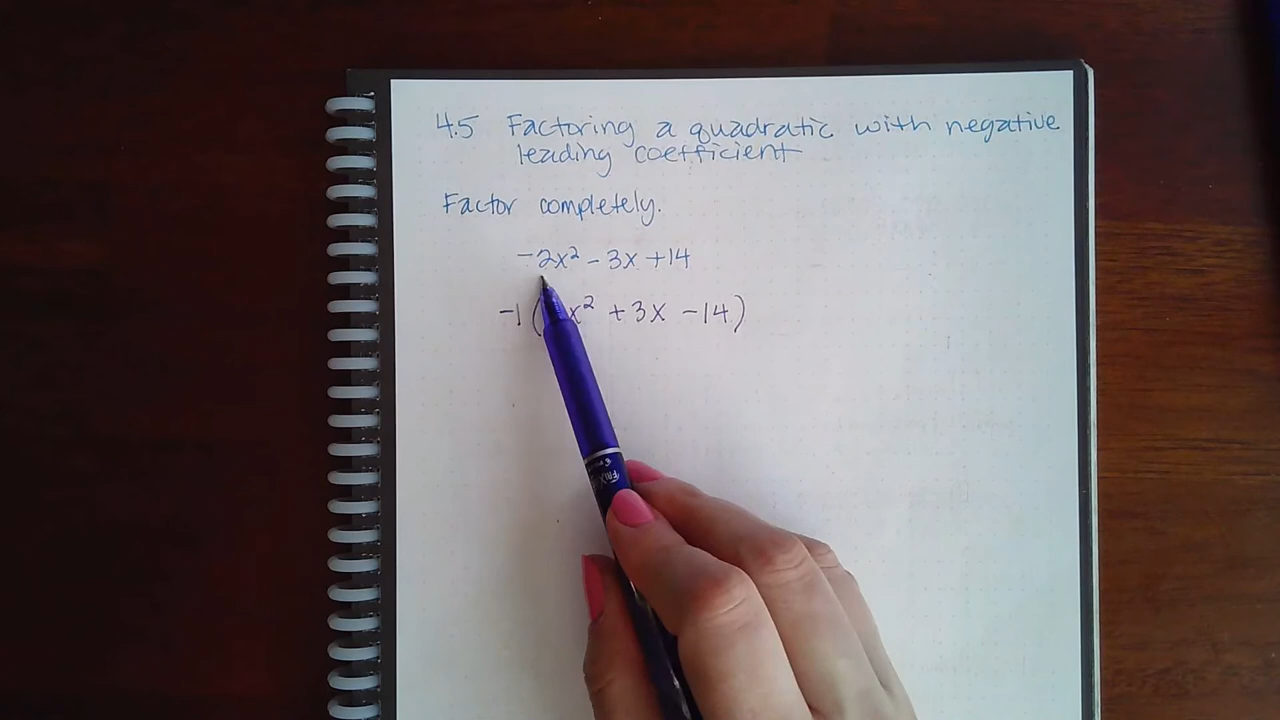 4.5 Factoring a quadratic with negative
leading coefficient
Factor completely.
-2x² - 3x + 14
-1( x² + 3x - 14)